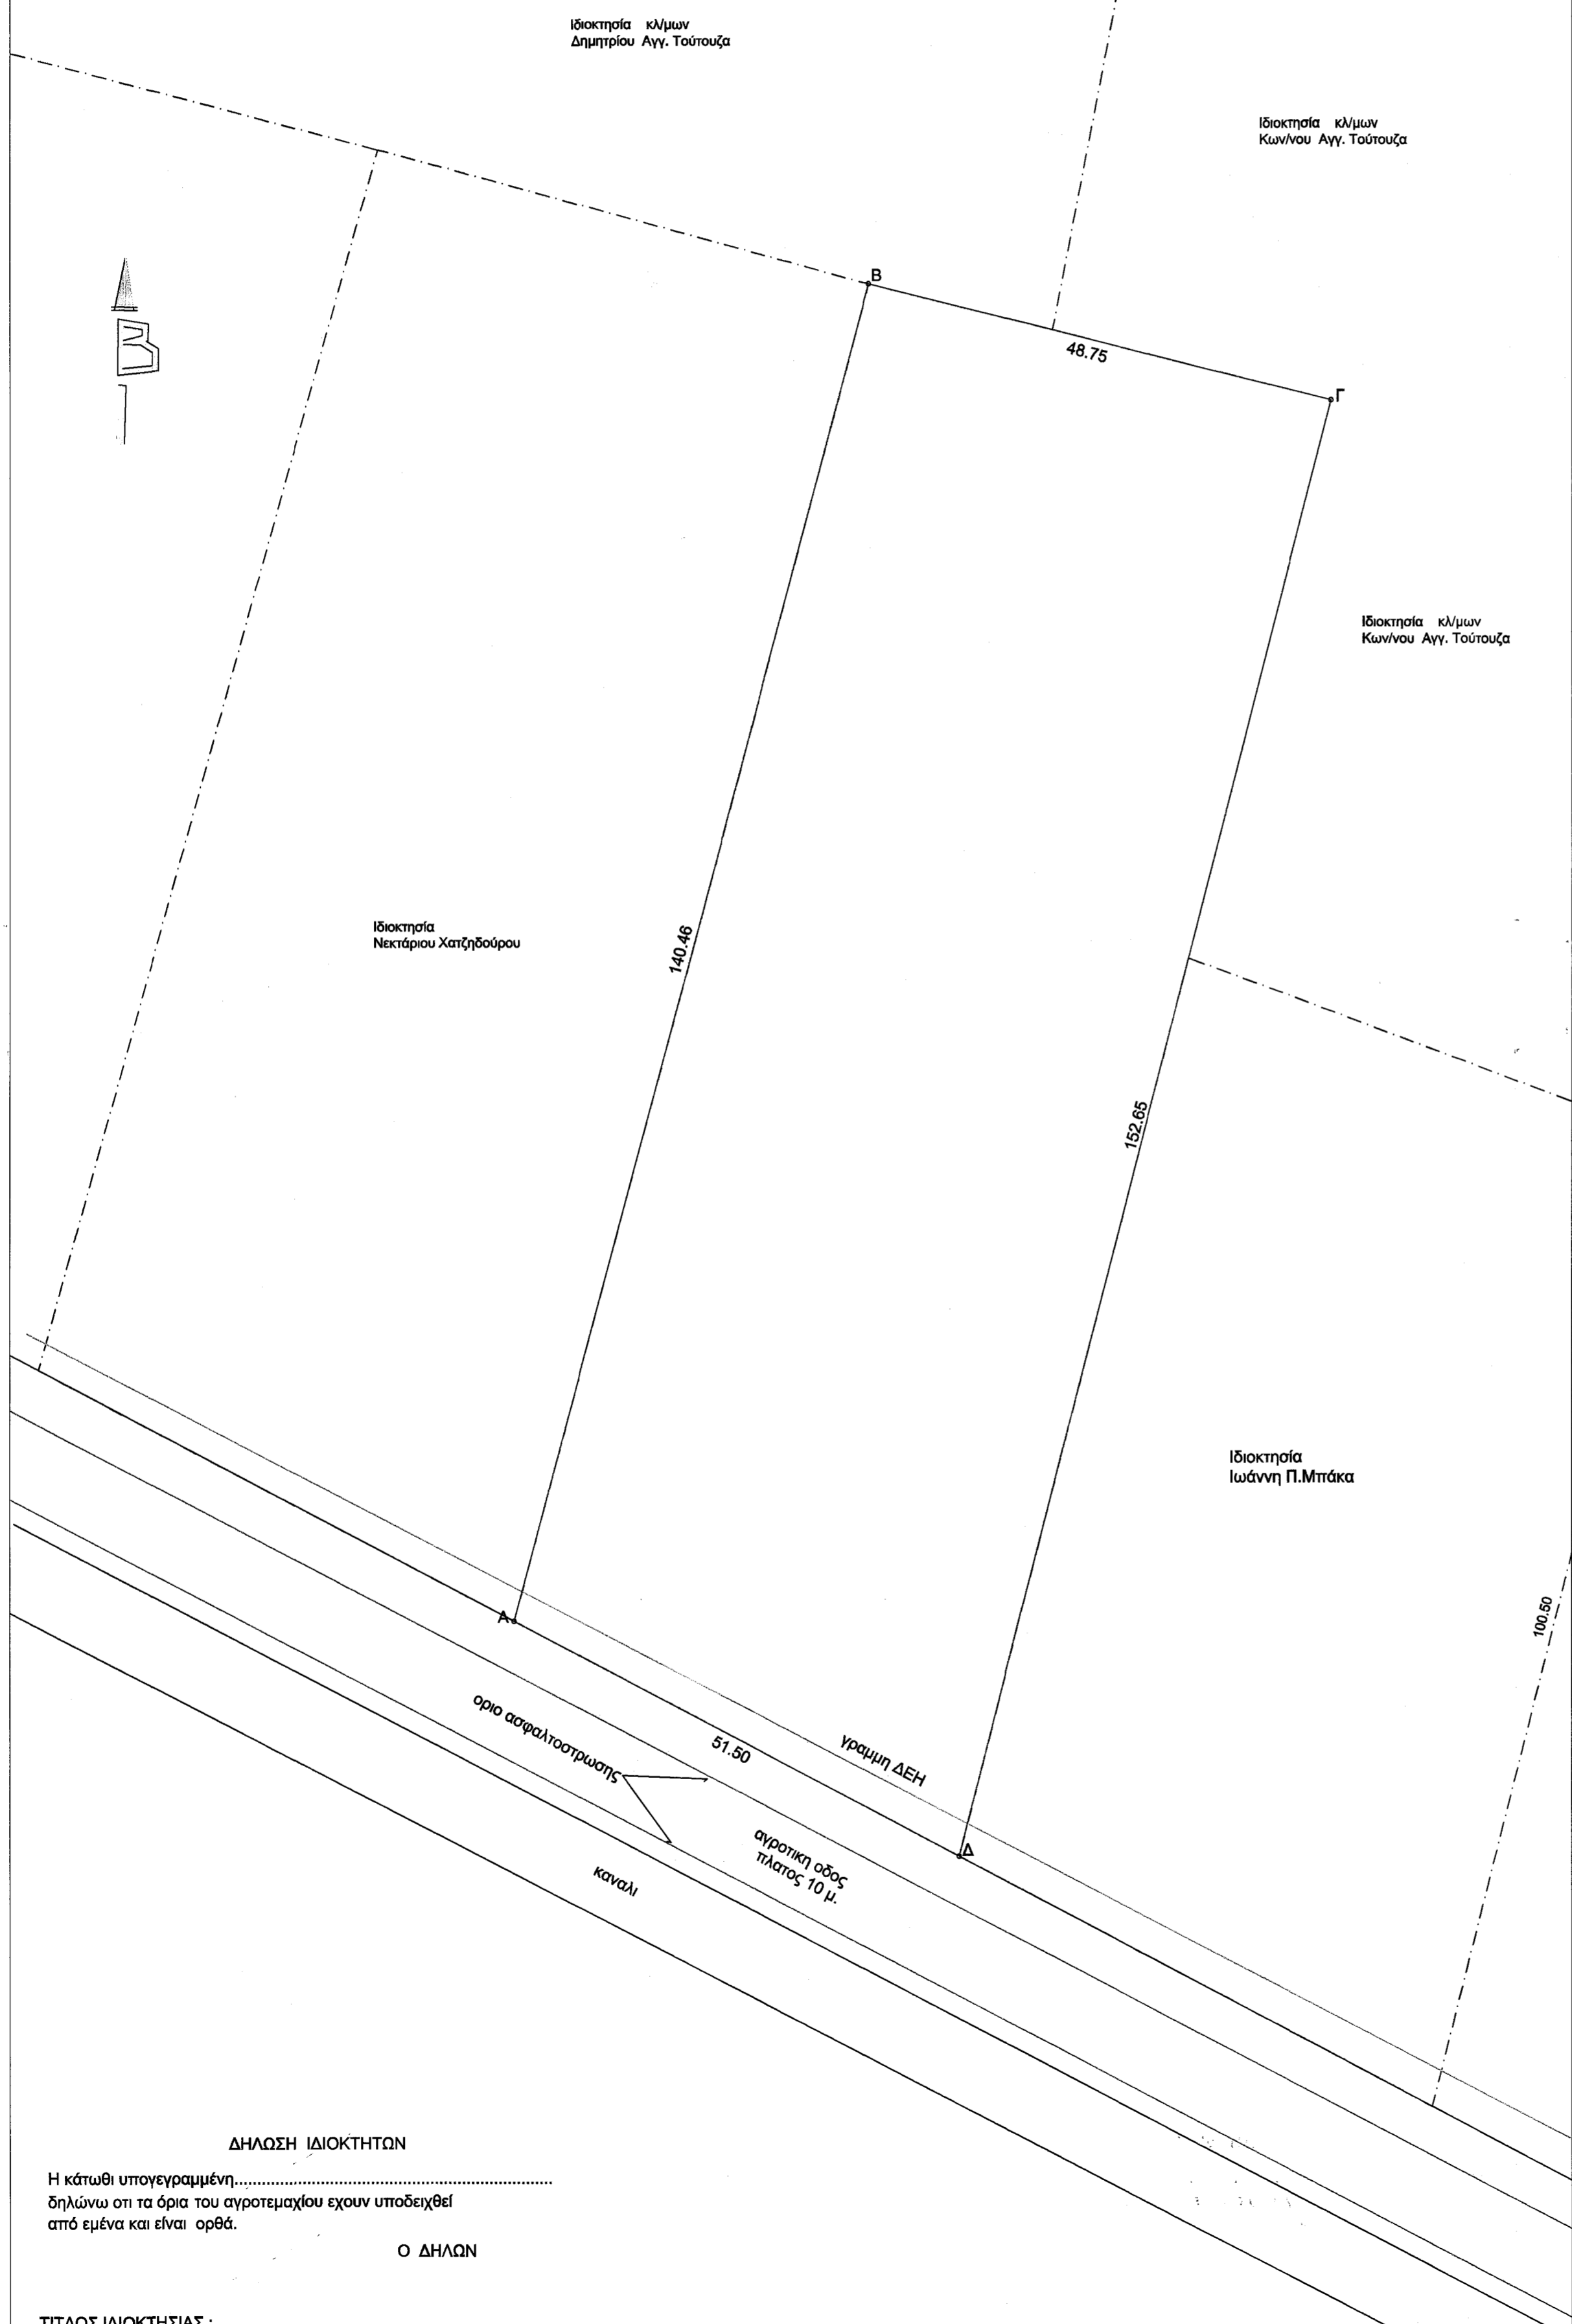 Ιδιοκτησία κλ/μων
Δημητρίου Αγγ. Τούτουζα
Ιδιοκτησία κλ/μων
Κων/νου Αγγ. Τούτουζα
Β
Β
48.75
Γ
Ιδιοκτησία κλ/μων
Κων/νου Αγγ. Τούτουζα
Ιδιοκτησία
Νεκτάριου Χατζηδούρου
140.46
152.65
Ιδιοκτησία
Ιωάννη Π.Μπάκα
100.50
Α
οριο ασφαλτοστρωσης
51.50
γραμμη ΔΕΗ
Δ
αγροτικη οδος
πλατος 10 μ.
καναλι
ΔΗΛΩΣΗ ΙΔΙΟΚΤΗΤΩΝ
Η κάτωθι υπογεγραμμένη......................................................................
δηλώνω οτι τα όρια του αγροτεμαχίου εχουν υποδειχθεί
από εμένα και είναι ορθά.
Ο ΔΗΛΩΝ
ΤΙΤΛΟΣ ΙΔΙΟΚΤΗΣΙΑΣ :